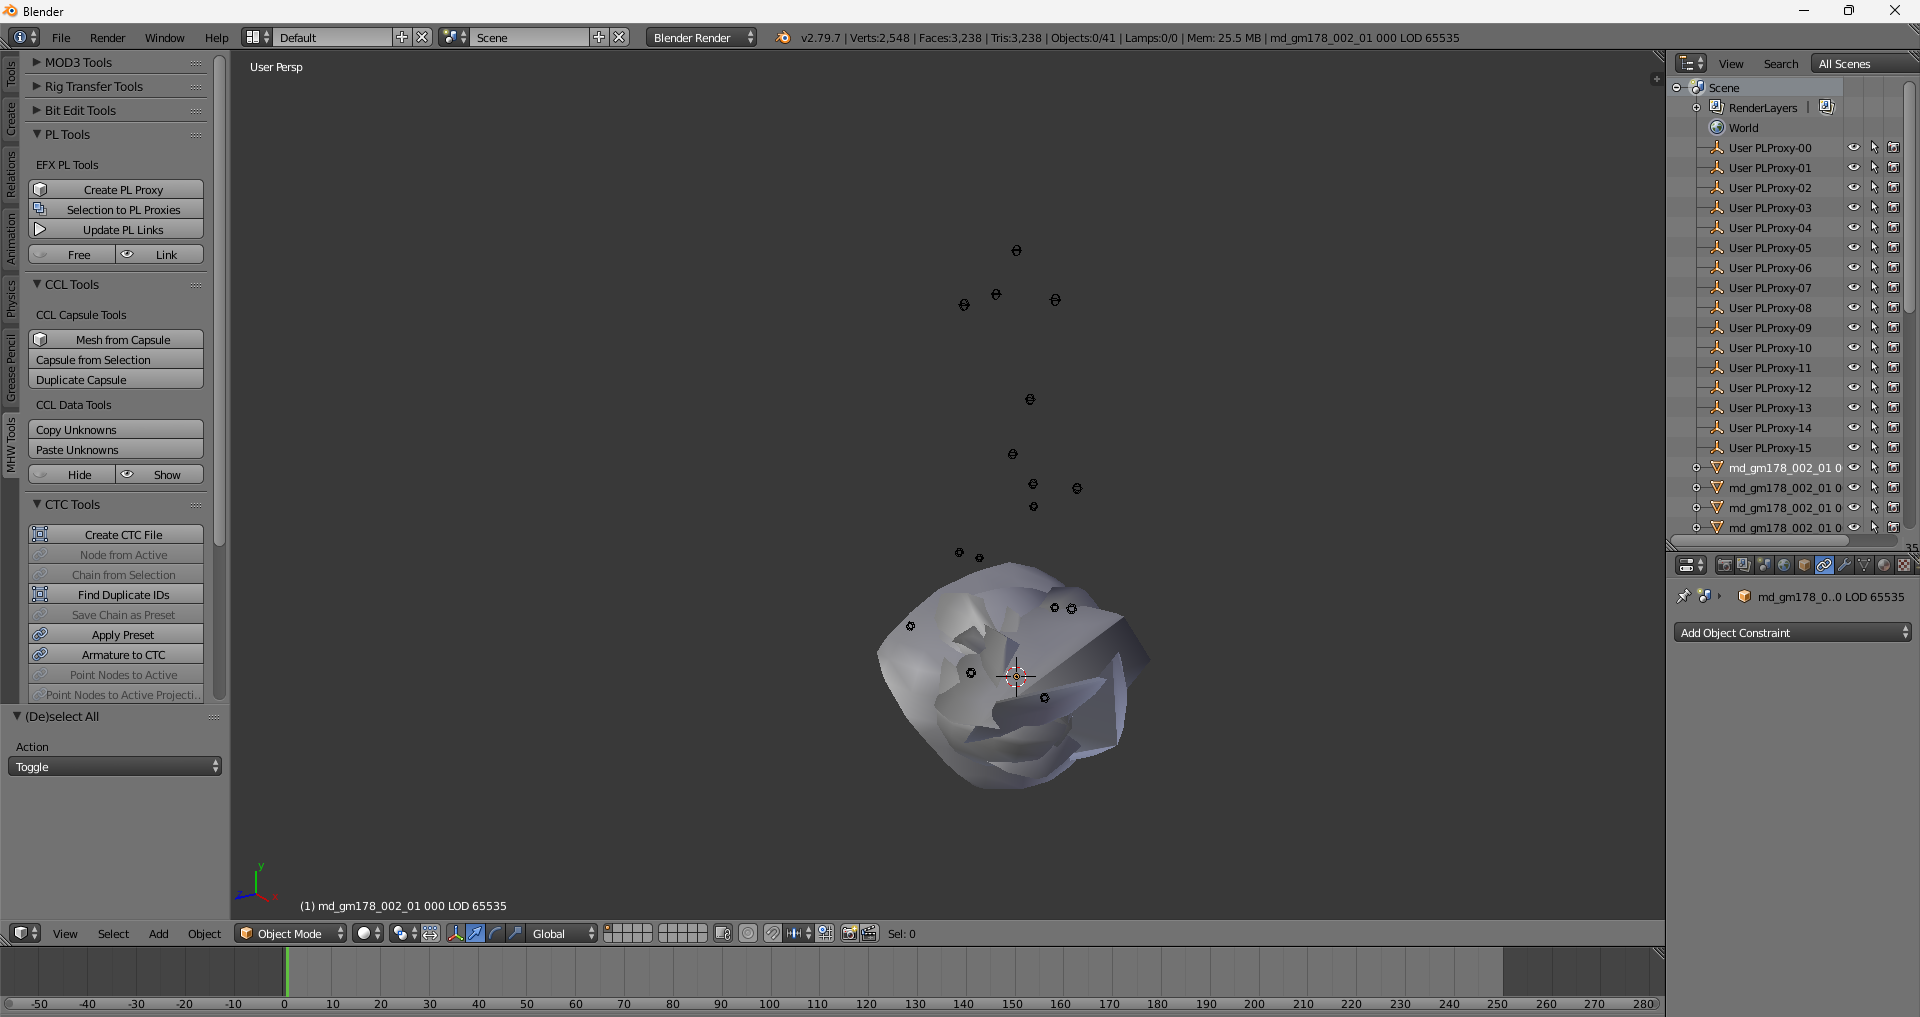 Blender
File Render Window Help Default Scene Blender Render v2.79.7 | Verts:2,548 | Faces:3,238 | Tris:3,238 | Objects:0/41 | Lamps:0/0 | Mem: 25.5 MB | md_gm178_002_01 000 LOD 65535
Tools
Create
Relations
Animation
Physics
Grease Pencil
MHW Tools
MOD3 Tools
Rig Transfer Tools
Bit Edit Tools
PL Tools
EFX PL Tools
Create PL Proxy
Selection to PL Proxies
Update PL Links
Free Link
CCL Tools
CCL Capsule Tools
Mesh from Capsule
Capsule from Selection
Duplicate Capsule
CCL Data Tools
Copy Unknowns
Paste Unknowns
Hide Show
CTC Tools
Create CTC File
Node from Active
Chain from Selection
Find Duplicate IDs
Save Chain as Preset
Apply Preset
Armature to CTC
Point Nodes to Active
Point Nodes to Active Projecti..
(De)select All
Action
Toggle
User Persp
y
z
x
(1) md_gm178_002_01 000 LOD 65535
View Select Add Object Object Mode Global Sel: 0
-50 -40 -30 -20 -10 0 10 20 30 40 50 60 70 80 90 100 110 120 130 140 150 160 170 180 190 200 210 220 230 240 250 260 270 280
View Search All Scenes
Scene
RenderLayers |
World
User PLProxy-00
User PLProxy-01
User PLProxy-02
User PLProxy-03
User PLProxy-04
User PLProxy-05
User PLProxy-06
User PLProxy-07
User PLProxy-08
User PLProxy-09
User PLProxy-10
User PLProxy-11
User PLProxy-12
User PLProxy-13
User PLProxy-14
User PLProxy-15
md_gm178_002_01 0
md_gm178_002_01 0
md_gm178_002_01 0
md_gm178_002_01 0
35
md_gm178_0..0 LOD 65535
Add Object Constraint